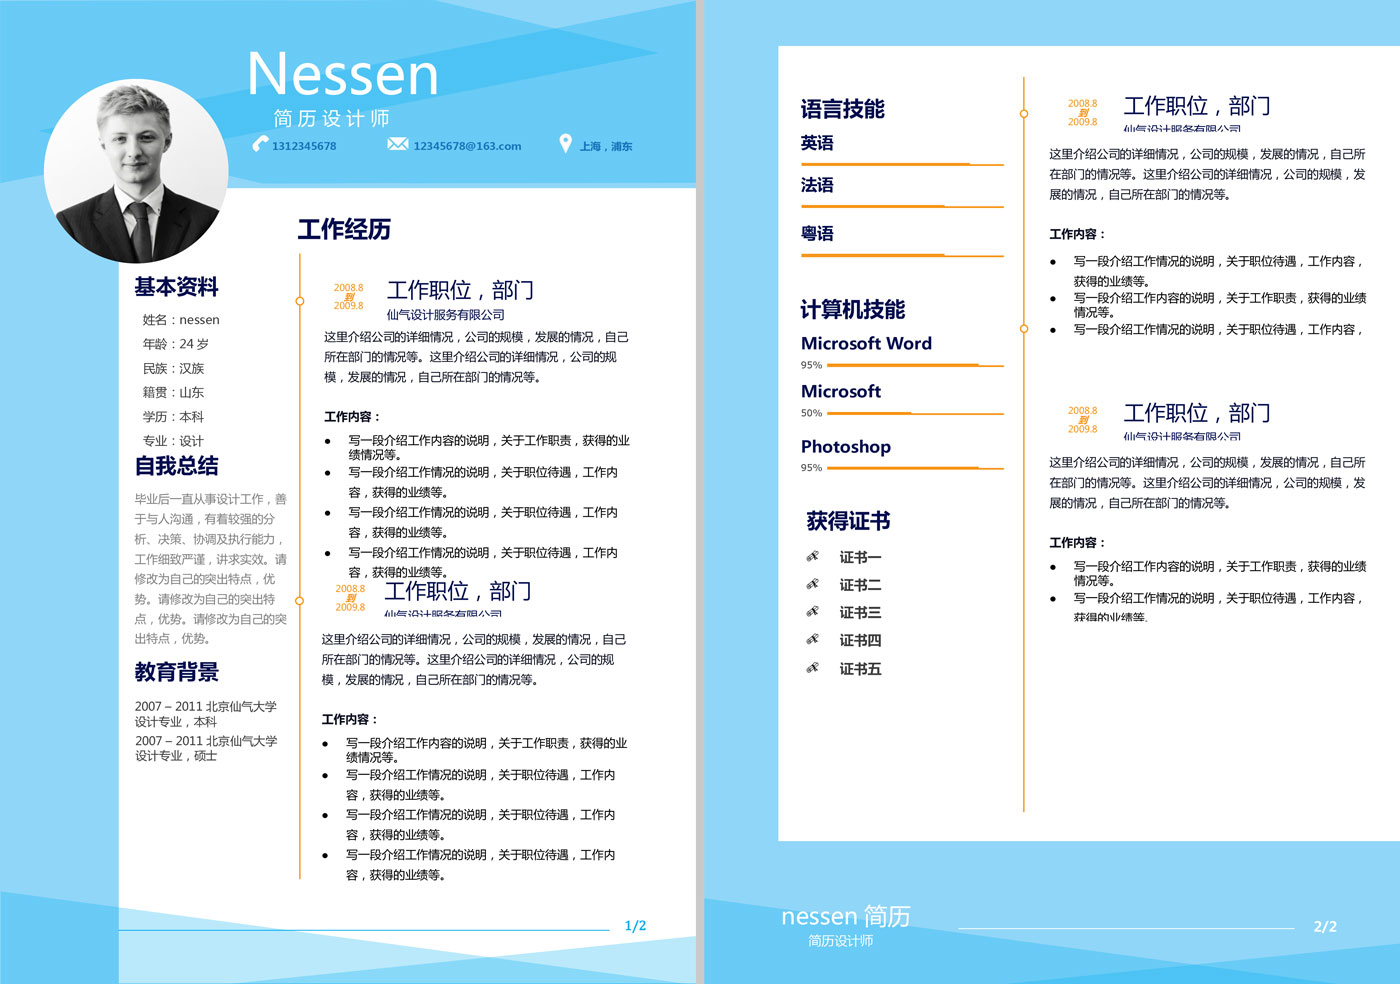 Nessen
简历设计师
1312345678
12345678@163.com
上海，浦东
基本资料
姓名：nessen
年龄：24 岁
民族：汉族
籍贯：山东
学历：本科
专业：设计
自我总结
毕业后一直从事设计工作，善
于与人沟通，有着较强的分
析、决策、协调及执行能力，
工作细致严谨，讲求实效。请
修改为自己的突出特点，优
势。请修改为自己的突出特
点，优势。请修改为自己的突
出特点，优势。
教育背景
2007 – 2011 北京仙气大学
设计专业，本科
2007 – 2011 北京仙气大学
设计专业，硕士
工作经历
2008.8
到
2009.8
工作职位，部门
仙气设计服务有限公司
这里介绍公司的详细情况，公司的规模，发展的情况，自己
所在部门的情况等。这里介绍公司的详细情况，公司的规
模，发展的情况，自己所在部门的情况等。
工作内容：
● 写一段介绍工作内容的说明，关于工作职责，获得的业
绩情况等。
● 写一段介绍工作情况的说明，关于职位待遇，工作内
容，获得的业绩等。
● 写一段介绍工作情况的说明，关于职位待遇，工作内
容，获得的业绩等。
● 写一段介绍工作情况的说明，关于职位待遇，工作内
容，获得的业绩等。
2008.8
到
2009.8
工作职位，部门
仙气设计服务有限公司
这里介绍公司的详细情况，公司的规模，发展的情况，自己
所在部门的情况等。这里介绍公司的详细情况，公司的规
模，发展的情况，自己所在部门的情况等。
工作内容：
● 写一段介绍工作内容的说明，关于工作职责，获得的业
绩情况等。
● 写一段介绍工作情况的说明，关于职位待遇，工作内
容，获得的业绩等。
● 写一段介绍工作情况的说明，关于职位待遇，工作内
容，获得的业绩等。
● 写一段介绍工作情况的说明，关于职位待遇，工作内
容，获得的业绩等。
1/2
语言技能
英语
法语
粤语
计算机技能
Microsoft Word
95%
Microsoft
50%
Photoshop
95%
获得证书
证书一
证书二
证书三
证书四
证书五
2008.8
到
2009.8
工作职位，部门
仙气设计服务有限公司
这里介绍公司的详细情况，公司的规模，发展的情况，自己所
在部门的情况等。这里介绍公司的详细情况，公司的规模，发
展的情况，自己所在部门的情况等。
工作内容：
● 写一段介绍工作情况的说明，关于职位待遇，工作内容，
获得的业绩等。
● 写一段介绍工作内容的说明，关于工作职责，获得的业绩
情况等。
● 写一段介绍工作情况的说明，关于职位待遇，工作内容，
2008.8
到
2009.8
工作职位，部门
仙气设计服务有限公司
这里介绍公司的详细情况，公司的规模，发展的情况，自己所
在部门的情况等。这里介绍公司的详细情况，公司的规模，发
展的情况，自己所在部门的情况等。
工作内容：
● 写一段介绍工作情况的说明，关于工作职责，获得的业绩
情况等。
● 写一段介绍工作情况的说明，关于职位待遇，工作内容，
获得的业绩等.
nessen 简历
简历设计师
2/2